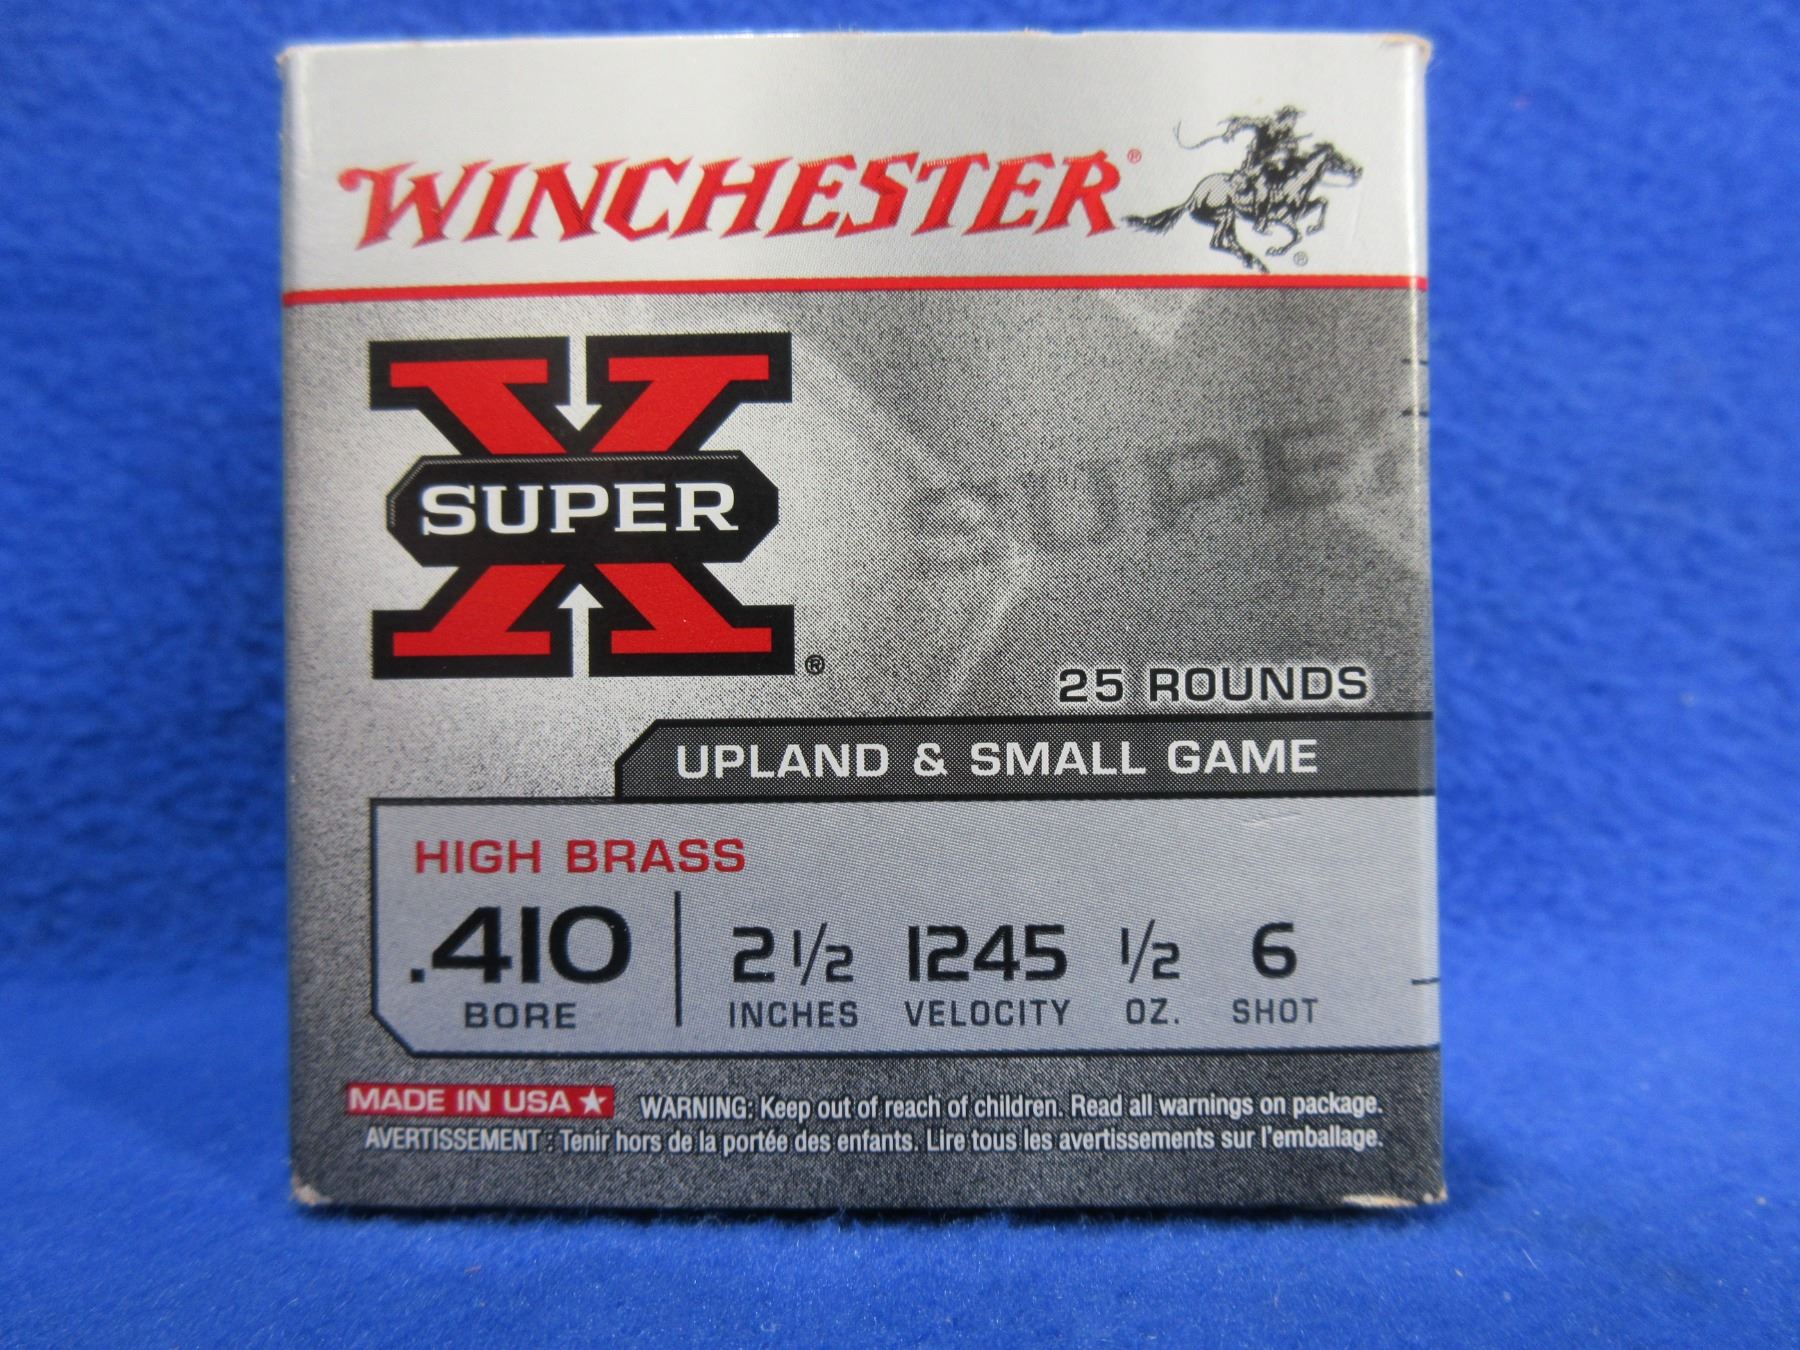 WINCHESTER®
®
SUPER
X
®
SUPE
25 ROUNDS
UPLAND & SMALL GAME
HIGH BRASS
.410 2 1/2 1245 1/2 6
BORE INCHES VELOCITY OZ. SHOT
MADE IN USA ★ WARNING: Keep out of reach of children. Read all warnings on package.
AVERTISSEMENT : Tenir hors de la portée des enfants. Lire tous les avertissements sur l'emballage.